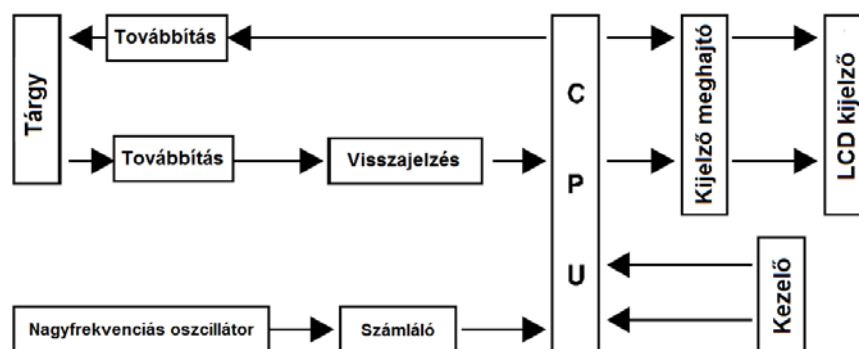 Tárgy
Továbbítás
Továbbítás
Visszajelzés
Nagyfrekvenciás oszcillátor
Számláló
C
P
U
Kijelző meghajtó
LCD kijelző
Kezelő